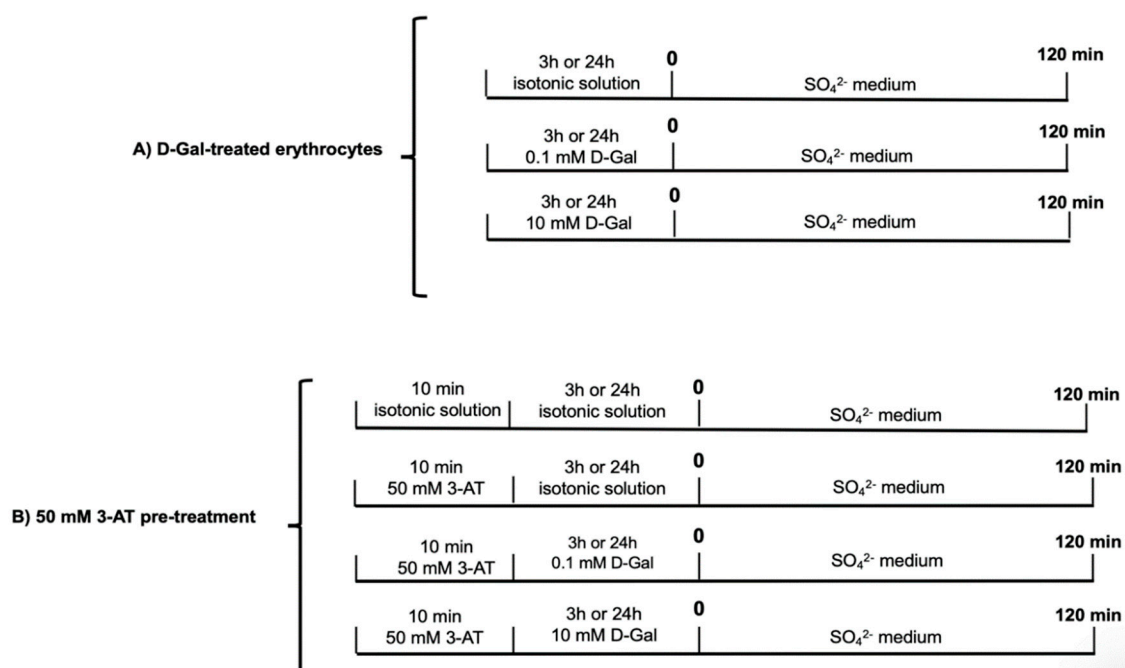 3h or 24h
isotonic solution
0
SO₄²⁻ medium
120 min
A) D-Gal-treated erythrocytes
3h or 24h
0.1 mM D-Gal
0
SO₄²⁻ medium
120 min
3h or 24h
10 mM D-Gal
0
SO₄²⁻ medium
120 min
10 min
isotonic solution
3h or 24h
isotonic solution
0
SO₄²⁻ medium
120 min
10 min
50 mM 3-AT
3h or 24h
isotonic solution
0
SO₄²⁻ medium
120 min
B) 50 mM 3-AT pre-treatment
10 min
50 mM 3-AT
3h or 24h
0.1 mM D-Gal
0
SO₄²⁻ medium
120 min
10 min
50 mM 3-AT
3h or 24h
10 mM D-Gal
0
SO₄²⁻ medium
120 min